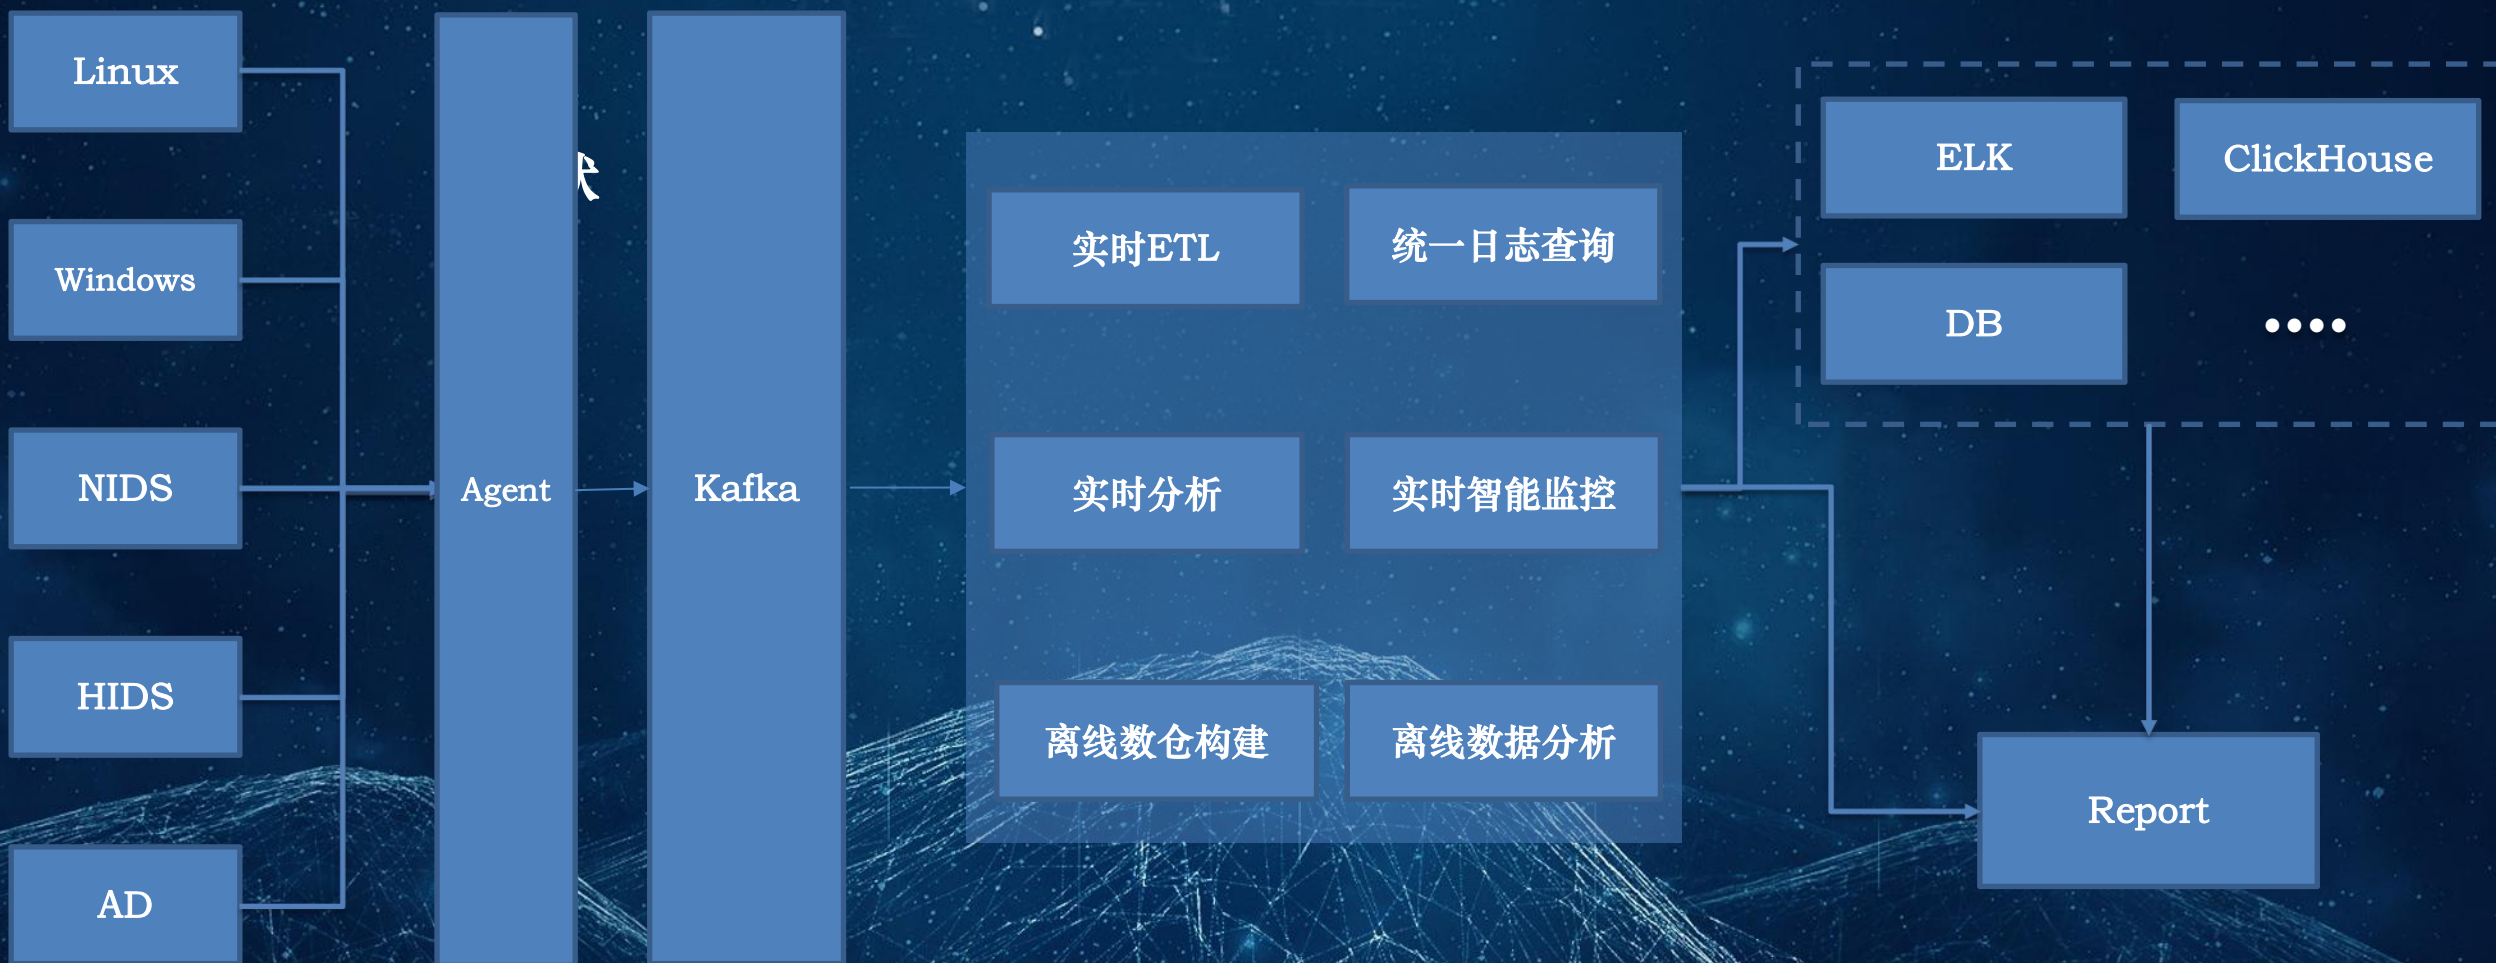 Linux
Windows
NIDS
HIDS
AD
Agent
Kafka
实时ETL
统一日志查询
实时分析
实时智能监控
离线数仓构建
离线数据分析
ELK
ClickHouse
DB
••••
Report